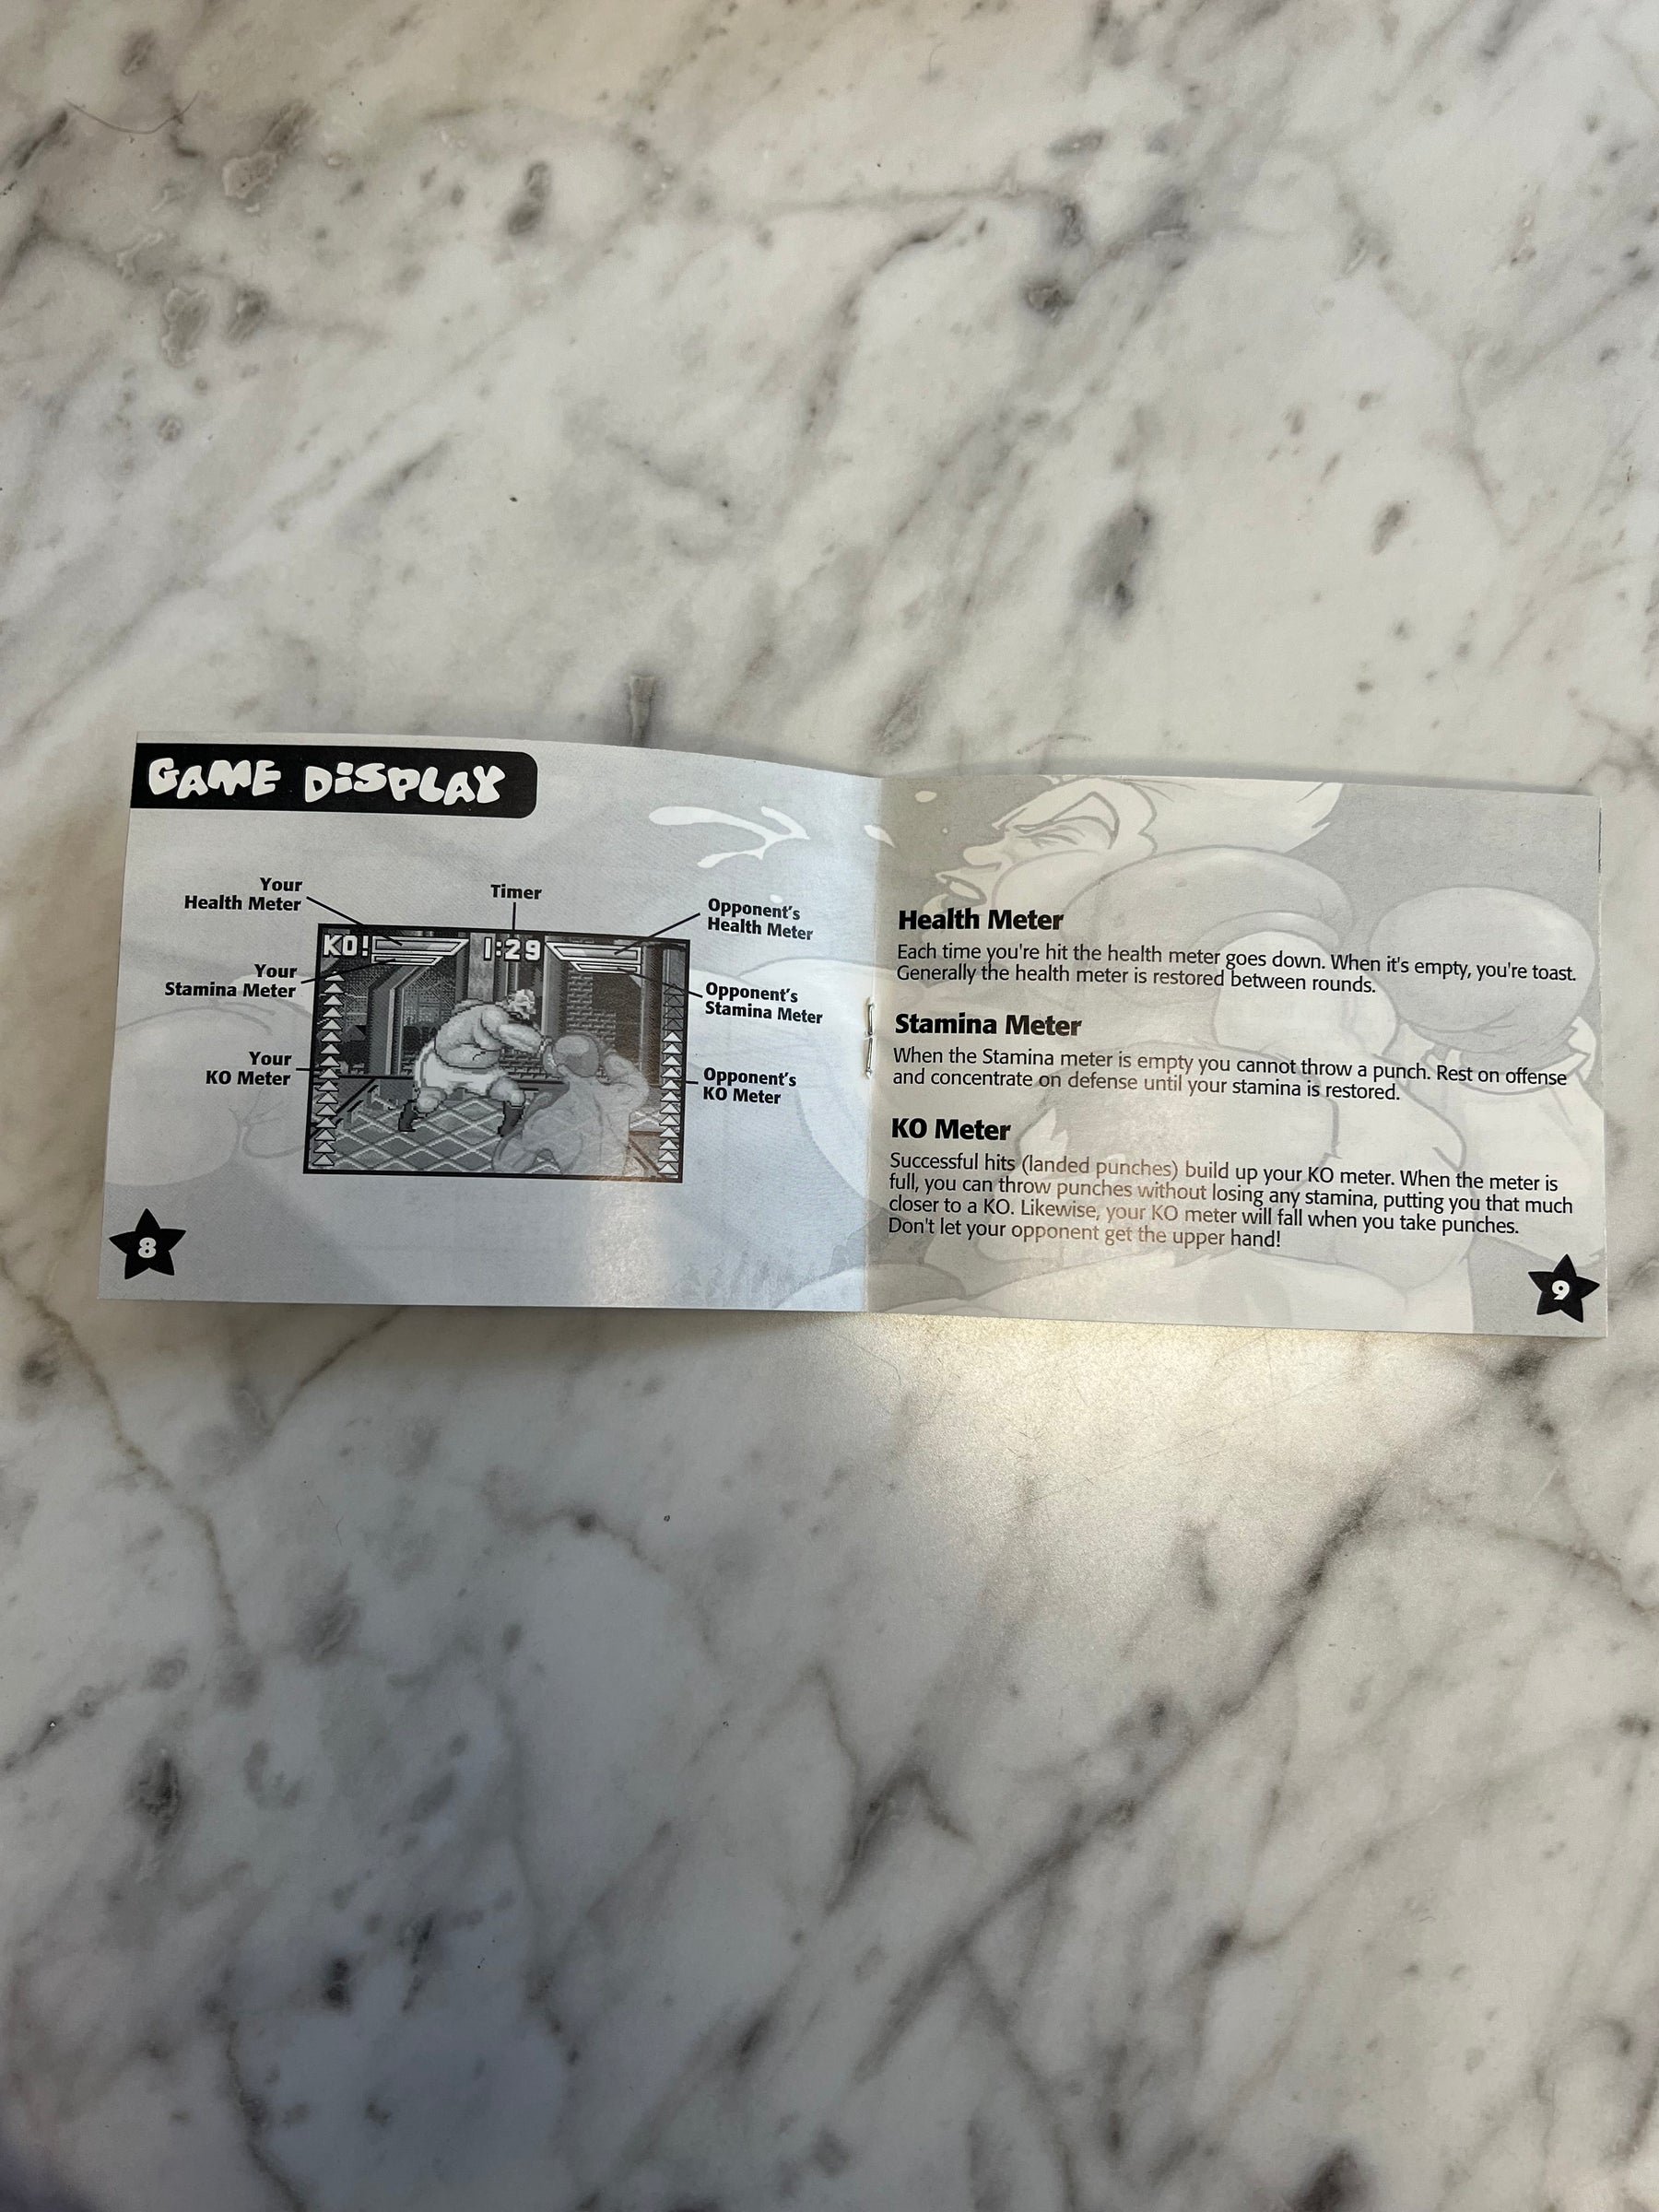 GAME DISPLAY
Your
Health Meter
Timer
Opponent's
Health Meter
KO!
1:29
Your
Stamina Meter
Opponent's
Stamina Meter
Your
KO Meter
Opponent's
KO Meter
8
Health Meter
Each time you're hit the health meter goes down. When it's empty, you're toast.
Generally the health meter is restored between rounds.
Stamina Meter
When the Stamina meter is empty you cannot throw a punch. Rest on offense
and concentrate on defense until your stamina is restored.
KO Meter
Successful hits (landed punches) build up your KO meter. When the meter is
full, you can throw punches without losing any stamina, putting you that much
closer to a KO. Likewise, your KO meter will fall when you take punches.
Don't let your opponent get the upper hand!
9